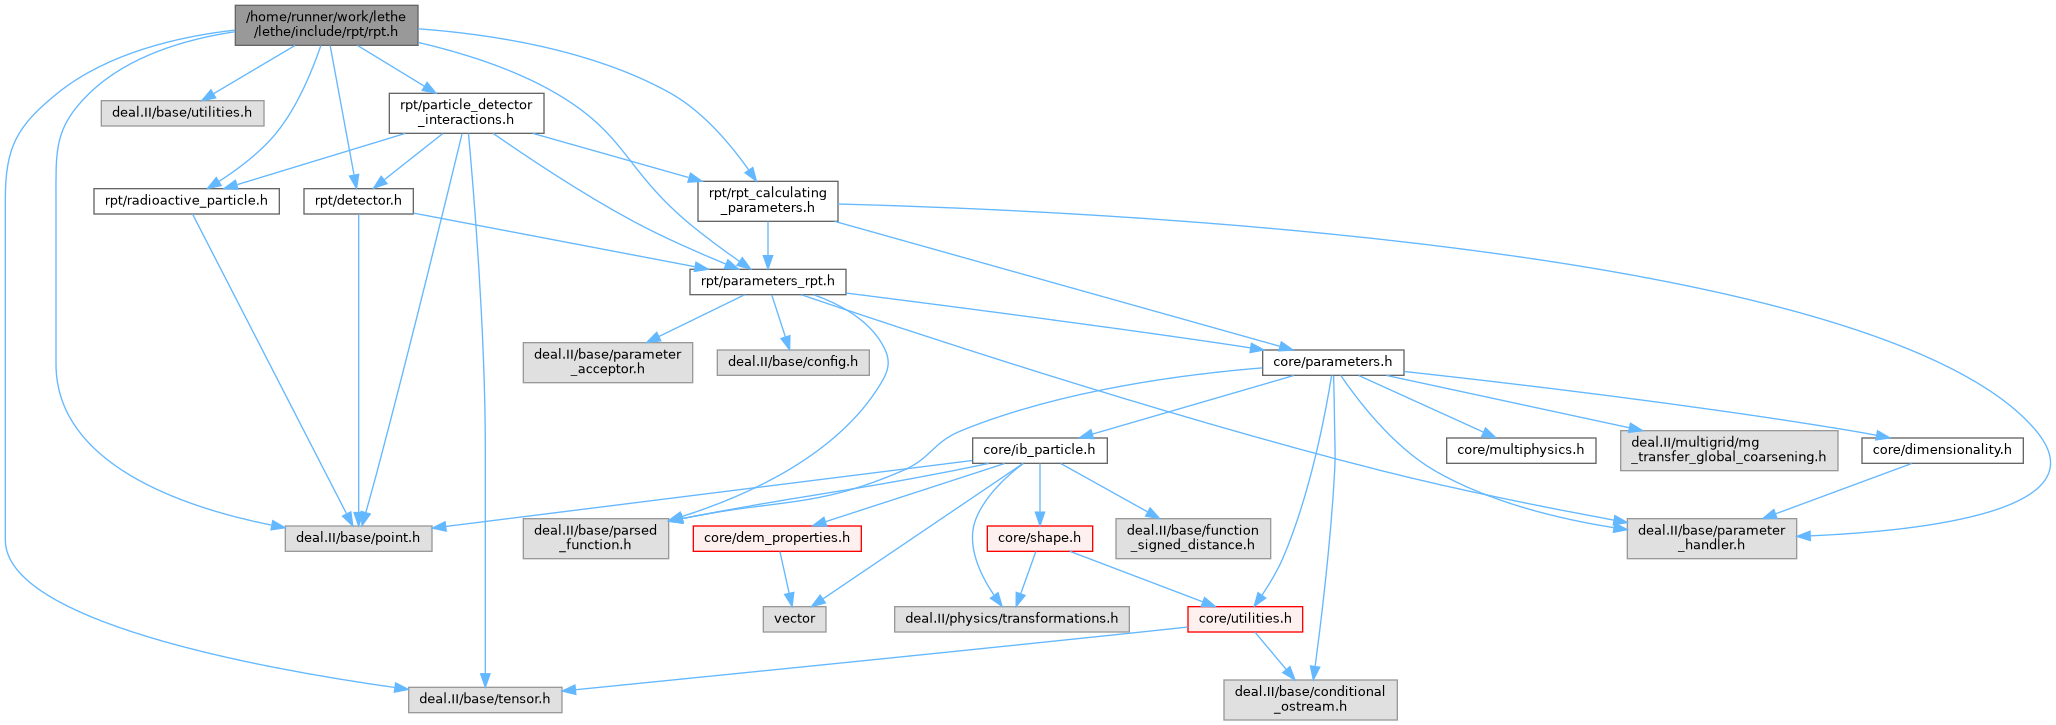 /home/runner/work/lethe
/lethe/include/rpt/rpt.h
deal.II/base/utilities.h
rpt/particle_detector
_interactions.h
rpt/radioactive_particle.h
rpt/detector.h
rpt/rpt_calculating
_parameters.h
rpt/parameters_rpt.h
deal.II/base/parameter
_acceptor.h
deal.II/base/config.h
core/parameters.h
core/ib_particle.h
core/multiphysics.h
deal.II/multigrid/mg
_transfer_global_coarsening.h
core/dimensionality.h
deal.II/base/point.h
deal.II/base/parsed
_function.h
core/dem_properties.h
core/shape.h
deal.II/base/function
_signed_distance.h
deal.II/base/parameter
_handler.h
vector
deal.II/physics/transformations.h
core/utilities.h
deal.II/base/tensor.h
deal.II/base/conditional
_ostream.h